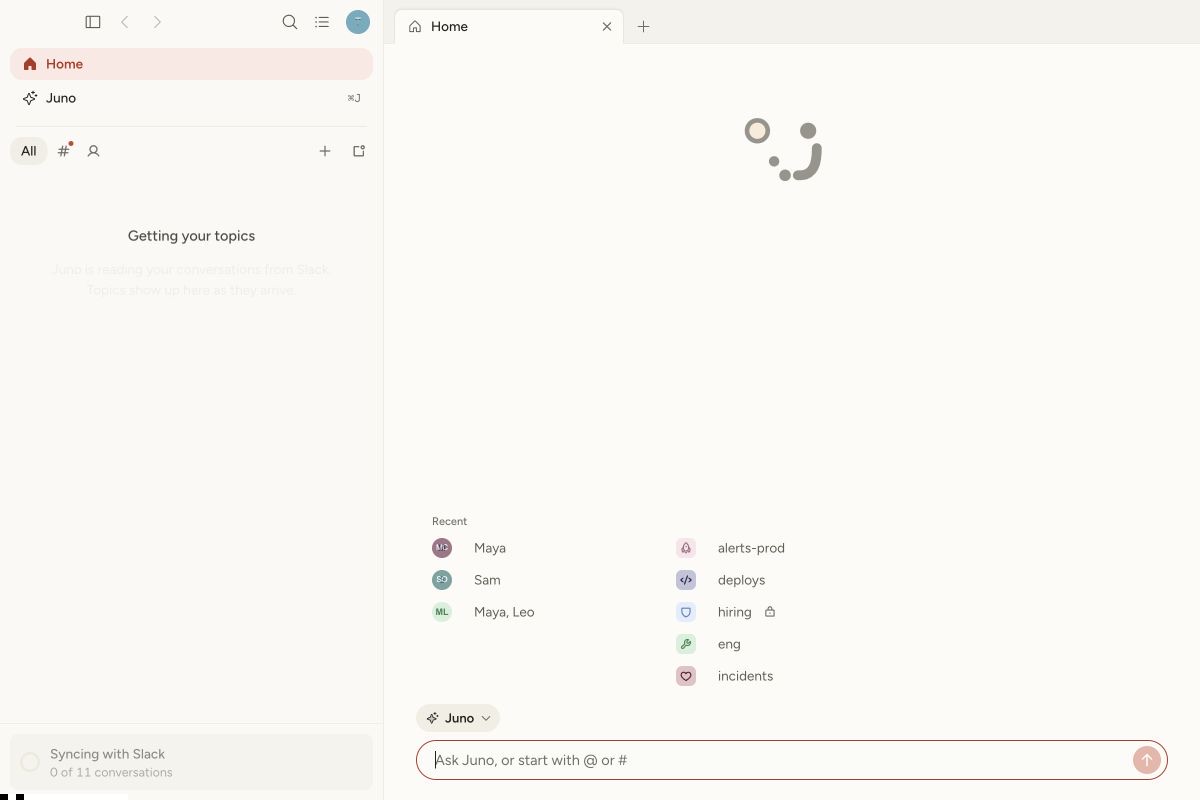 Home
Juno
⌘J
All
Getting your topics
Juno is reading your conversations from Slack.
Topics show up here as they arrive.
Syncing with Slack
0 of 11 conversations
Home
Recent
Maya
SO
Sam
ML
Maya, Leo
alerts-prod
deploys
hiring
eng
incidents
Juno
Ask Juno, or start with @ or #